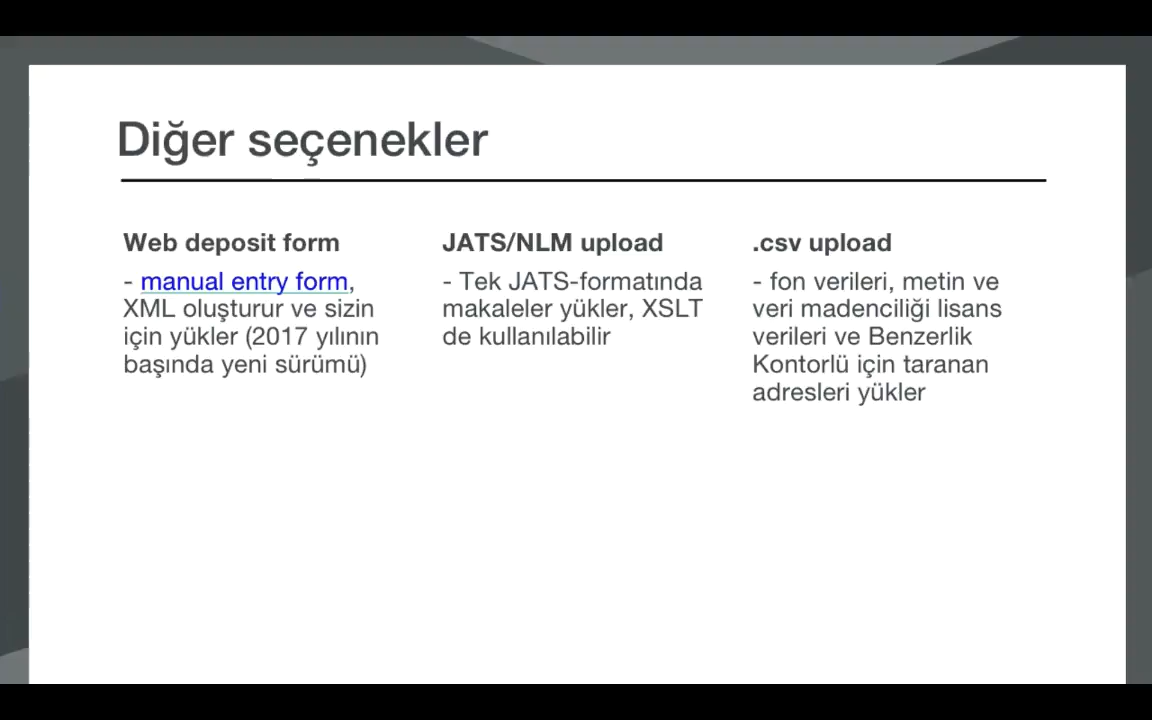 Diğer seçenekler
Web deposit form
- manual entry form,
XML oluşturur ve sizin
için yükler (2017 yılının
başında yeni sürümü)
JATS/NLM upload
- Tek JATS-formatında
makaleler yükler, XSLT
de kullanılabilir
.csv upload
- fon verileri, metin ve
veri madenciliği lisans
verileri ve Benzerlik
Kontorlü için taranan
adresleri yükler